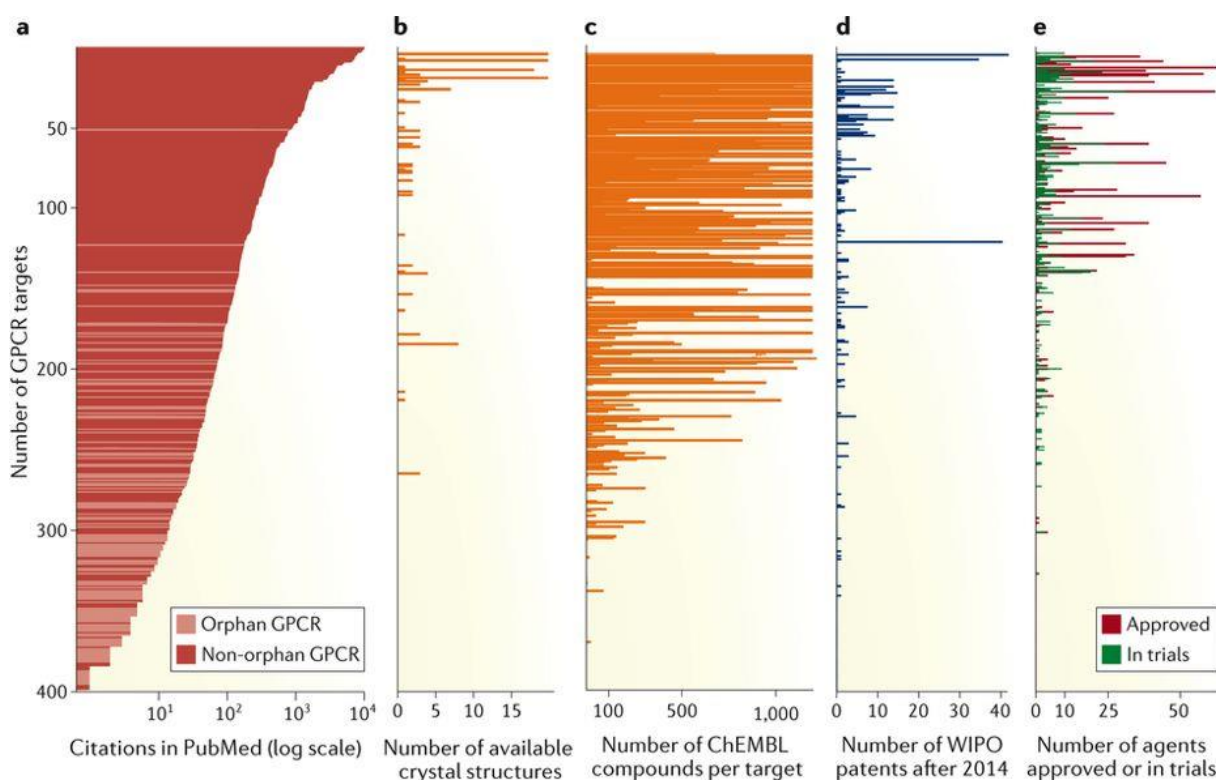 a
b
c
d
e
Number of GPCR targets
50
100
200
300
400
Orphan GPCR
Non-orphan GPCR
10¹
10²
10³
10⁴
Citations in PubMed (log scale)
0
5
10
15
Number of available
crystal structures
100
500
1,000
Number of ChEMBL
compounds per target
0
10
20
30
40
Number of WIPO
patents after 2014
Approved
In trials
0
10
25
50
Number of agents
approved or in trials